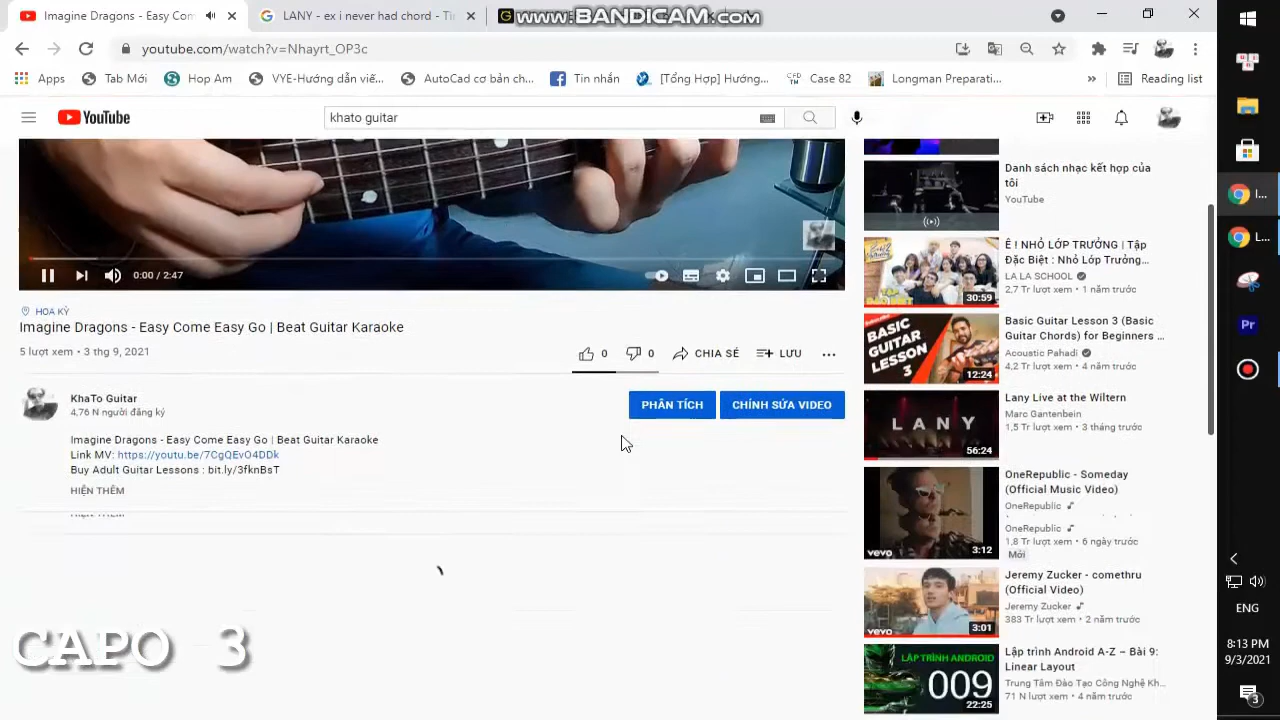 Imagine Dragons - Easy Com
LANY - ex i never had chord - T
www.BANDICAM.com
youtube.com/watch?v=Nhayrt_OP3c
Apps
Tab Mới
Hop Am
VYE-Hướng dẫn viế...
AutoCad cơ bản ch...
Tin nhắn
[Tổng Hợp] Hướng...
Case 82
Longman Preparati...
»
Reading list
YouTube
khato guitar
0:00 / 2:47
HOA KỲ
Imagine Dragons - Easy Come Easy Go | Beat Guitar Karaoke
5 lượt xem • 3 thg 9, 2021
0
0
CHIA SẺ
LƯU
KhaTo Guitar
4,76 N người đăng ký
PHÂN TÍCH
CHỈNH SỬA VIDEO
Imagine Dragons - Easy Come Easy Go | Beat Guitar Karaoke
Link MV: https://youtu.be/7CgQEvO4DDk
Buy Adult Guitar Lessons : bit.ly/3fknBsT
HIỆN THÊM
CAPO 3
Danh sách nhạc kết hợp của
tôi
YouTube
Ê ! NHỎ LỚP TRƯỞNG | Tập
Đặc Biệt : Nhỏ Lớp Trưởng...
LA LA SCHOOL
2,7 Tr lượt xem • 1 năm trước
30:59
BASIC
GUITAR
LESSON
3
12:24
Basic Guitar Lesson 3 (Basic
Guitar Chords) for Beginners ...
Acoustic Pahadi
4,2 Tr lượt xem • 4 năm trước
LANY
56:24
Lany Live at the Wiltern
Marc Gantenbein
1,5 Tr lượt xem • 3 tháng trước
vevo
3:12
OneRepublic - Someday
(Official Music Video)
OneRepublic
OneRepublic
1,8 Tr lượt xem • 6 ngày trước
Mới
vevo
3:01
Jeremy Zucker - comethru
(Official Video)
Jeremy Zucker
383 Tr lượt xem • 2 năm trước
LẬP TRÌNH ANDROID
009
22:25
Lập trình Android A-Z – Bài 9:
Linear Layout
Trung Tâm Đào Tạo Công Nghệ Kh...
71 N lượt xem • 4 năm trước
I...
L...
Pr
ENG
8:13 PM
9/3/2021
3